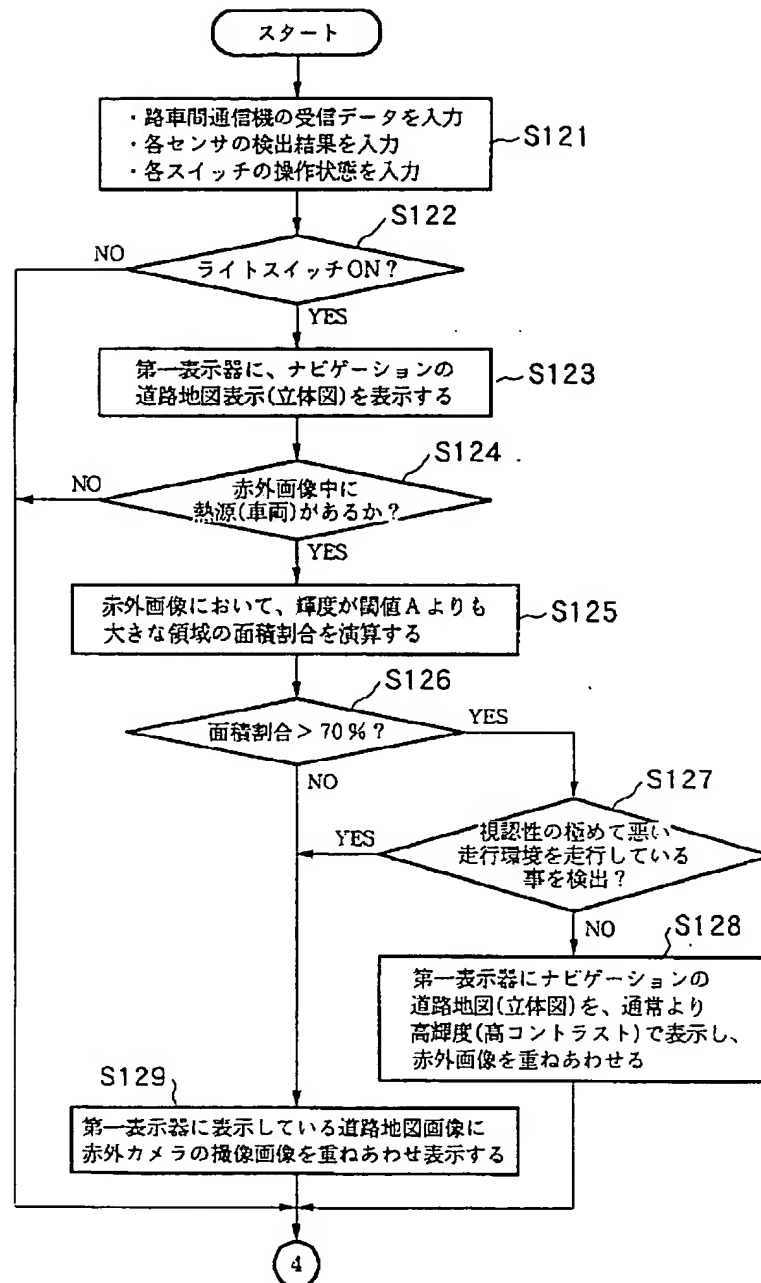 スタート
・路車間通信機の受信データを入力
・各センサの検出結果を入力
・各スイッチの操作状態を入力
S121
S122
NO
ライトスイッチON?
YES
第一表示器に、ナビゲーションの
道路地図表示(立体図)を表示する
S123
S124
NO
赤外画像中に
熱源(車両)があるか?
YES
赤外画像において、輝度が閾値Aよりも
大きな領域の面積割合を演算する
S125
S126
面積割合>70%?
YES
NO
S127
YES
視認性の極めて悪い
走行環境を走行している
事を検出?
NO
S128
第一表示器にナビゲーションの
道路地図(立体図)を、通常より
高輝度(高コントラスト)で表示し、
赤外画像を重ねあわせる
S129
第一表示器に表示している道路地図画像に
赤外カメラの撮像画像を重ねあわせ表示する
4